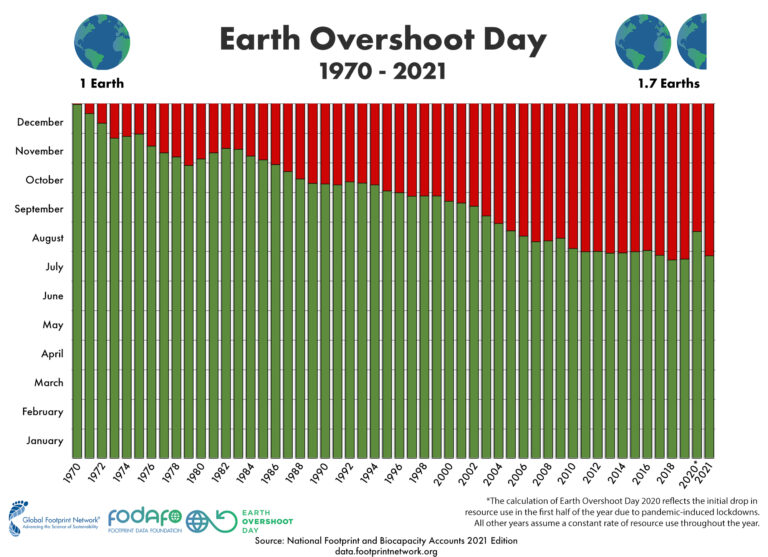 Earth Overshoot Day
1970 - 2021
1 Earth
1.7 Earths
December
November
October
September
August
July
June
May
April
March
February
January
1970
1972
1974
1976
1978
1980
1982
1984
1986
1988
1990
1992
1994
1996
1998
2000
2002
2004
2006
2008
2010
2012
2014
2016
2018
2020*
2021
*The calculation of Earth Overshoot Day 2020 reflects the initial drop in
resource use in the first half of the year due to pandemic-induced lockdowns.
All other years assume a constant rate of resource use throughout the year.
Global Footprint Network®
Advancing the Science of Sustainability
FODAFO
FOOTPRINT DATA FOUNDATION
EARTH
OVERSHOOT
DAY
Source: National Footprint and Biocapacity Accounts 2021 Edition
data.footprintnetwork.org